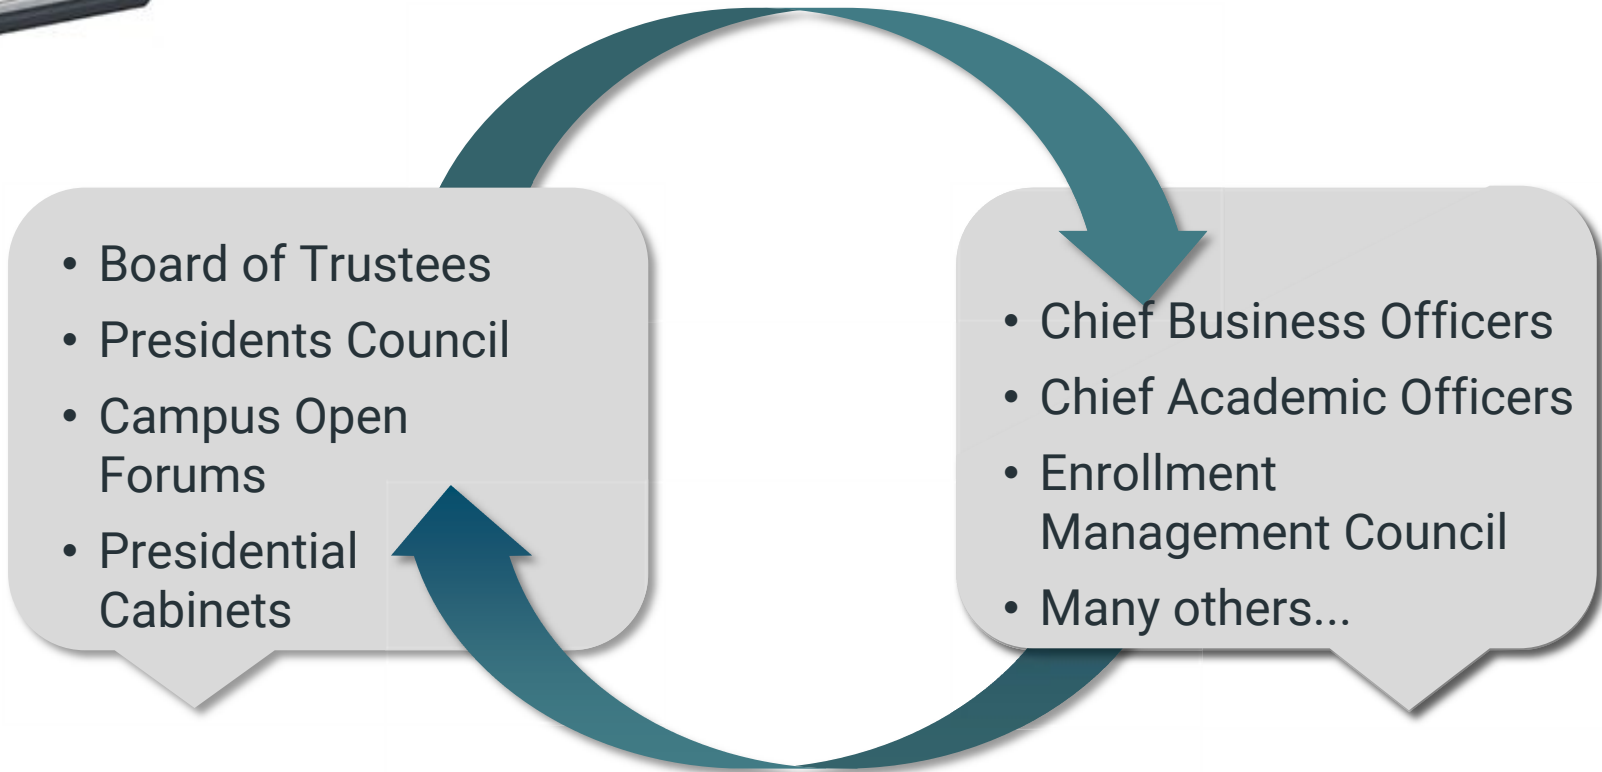 • Board of Trustees
• Presidents Council
• Campus Open
Forums
• Presidential
Cabinets
• Chief Business Officers
• Chief Academic Officers
• Enrollment
Management Council
• Many others...